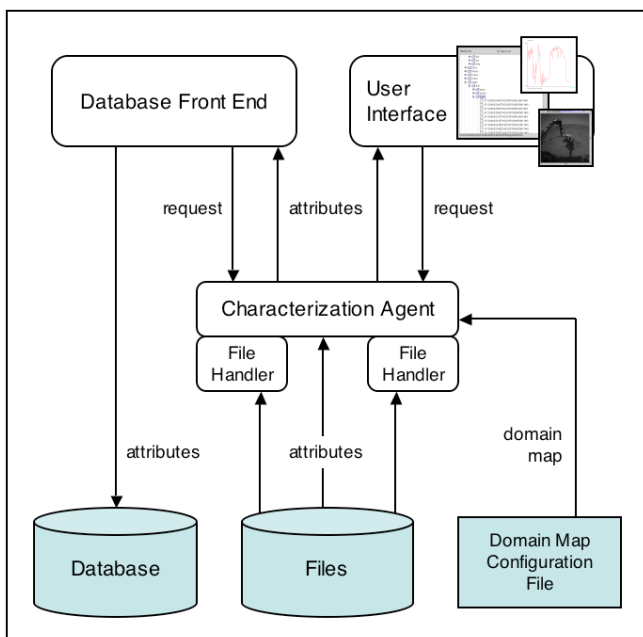 Database Front End
User
Interface
request
attributes
request
Characterization Agent
File
Handler
File
Handler
attributes
attributes
domain
map
Database
Files
Domain Map
Configuration
File